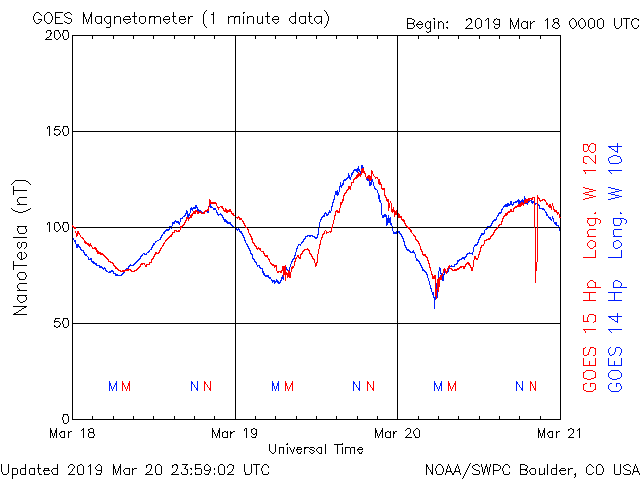 GOES Magnetometer (1 minute data)
Begin: 2019 Mar 18 0000 UTC
200
150
100
50
0
NanoTesla (nT)
M M N N M M N N M M N N
Mar 18 Mar 19 Mar 20 Mar 21
Universal Time
GOES 15 Hp Long. W 128
GOES 14 Hp Long. W 104
Updated 2019 Mar 20 23:59:02 UTC
NOAA/SWPC Boulder, CO USA